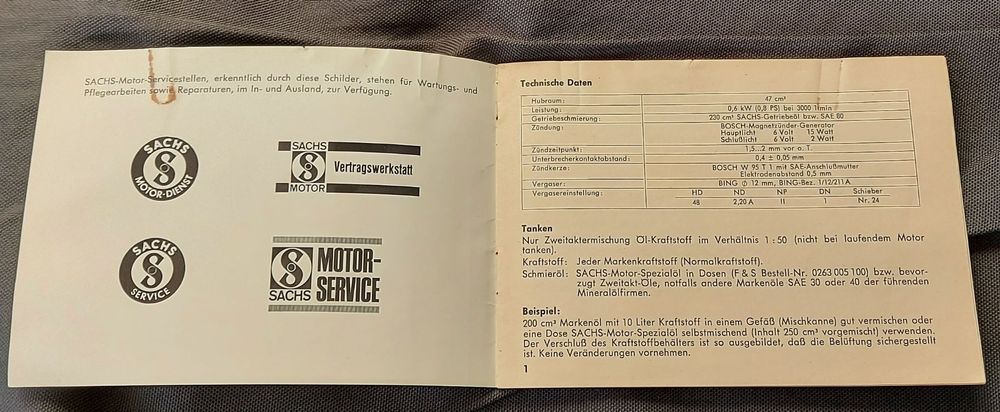 SACHS-Motor-Servicestellen, erkenntlich durch diese Schilder, stehen für Wartungs- und
Pflegearbeiten sowie Reparaturen, im In- und Ausland, zur Verfügung.
SACHS
MOTOR-DIENST
SACHS
MOTOR
Vertragswerkstatt
SACHS
SERVICE
SACHS
MOTOR-
SERVICE
Technische Daten
Hubraum: 47 cm³
Leistung: 0,6 kW (0,8 PS) bei 3000 1/min
Getriebeschmierung: 230 cm³ SACHS-Getriebeöl bzw. SAE 80
Zündung: BOSCH-Magnetzünder-Generator
Hauptlicht 6 Volt 15 Watt
Schlußlicht 6 Volt 2 Watt
Zündzeitpunkt: 1,5...2 mm vor o. T.
Unterbrecherkontaktabstand: 0,4 ± 0,05 mm
Zündkerze: BOSCH W 95 T 1 mit SAE-Anschlußmutter
Elektrodenabstand 0,5 mm
Vergaser: BING ∅ 12 mm, BING-Bez. 1/12/211A
Vergasereinstellung: HD ND NP DN Schieber
48 2,20A II 1 Nr. 24
Tanken
Nur Zweitaktermischung Öl-Kraftstoff im Verhältnis 1:50 (nicht bei laufendem Motor
tanken).
Kraftstoff: Jeder Markenkraftstoff (Normalkraftstoff).
Schmieröl: SACHS-Motor-Spezialöl in Dosen (F & S Bestell-Nr. 0263 005 100) bzw. bevor-
zugt Zweitakt-Öle, notfalls andere Markenöle SAE 30 oder 40 der führenden
Mineralölfirmen.
Beispiel:
200 cm³ Markenöl mit 10 Liter Kraftstoff in einem Gefäß (Mischkanne) gut vermischen oder
eine Dose SACHS-Motor-Spezialöl selbstmischend (Inhalt 250 cm³ vorgemischt) verwenden.
Der Verschluß des Kraftstoffbehälters ist so ausgebildet, daß die Belüftung sichergestellt
ist. Keine Veränderungen vornehmen.
1